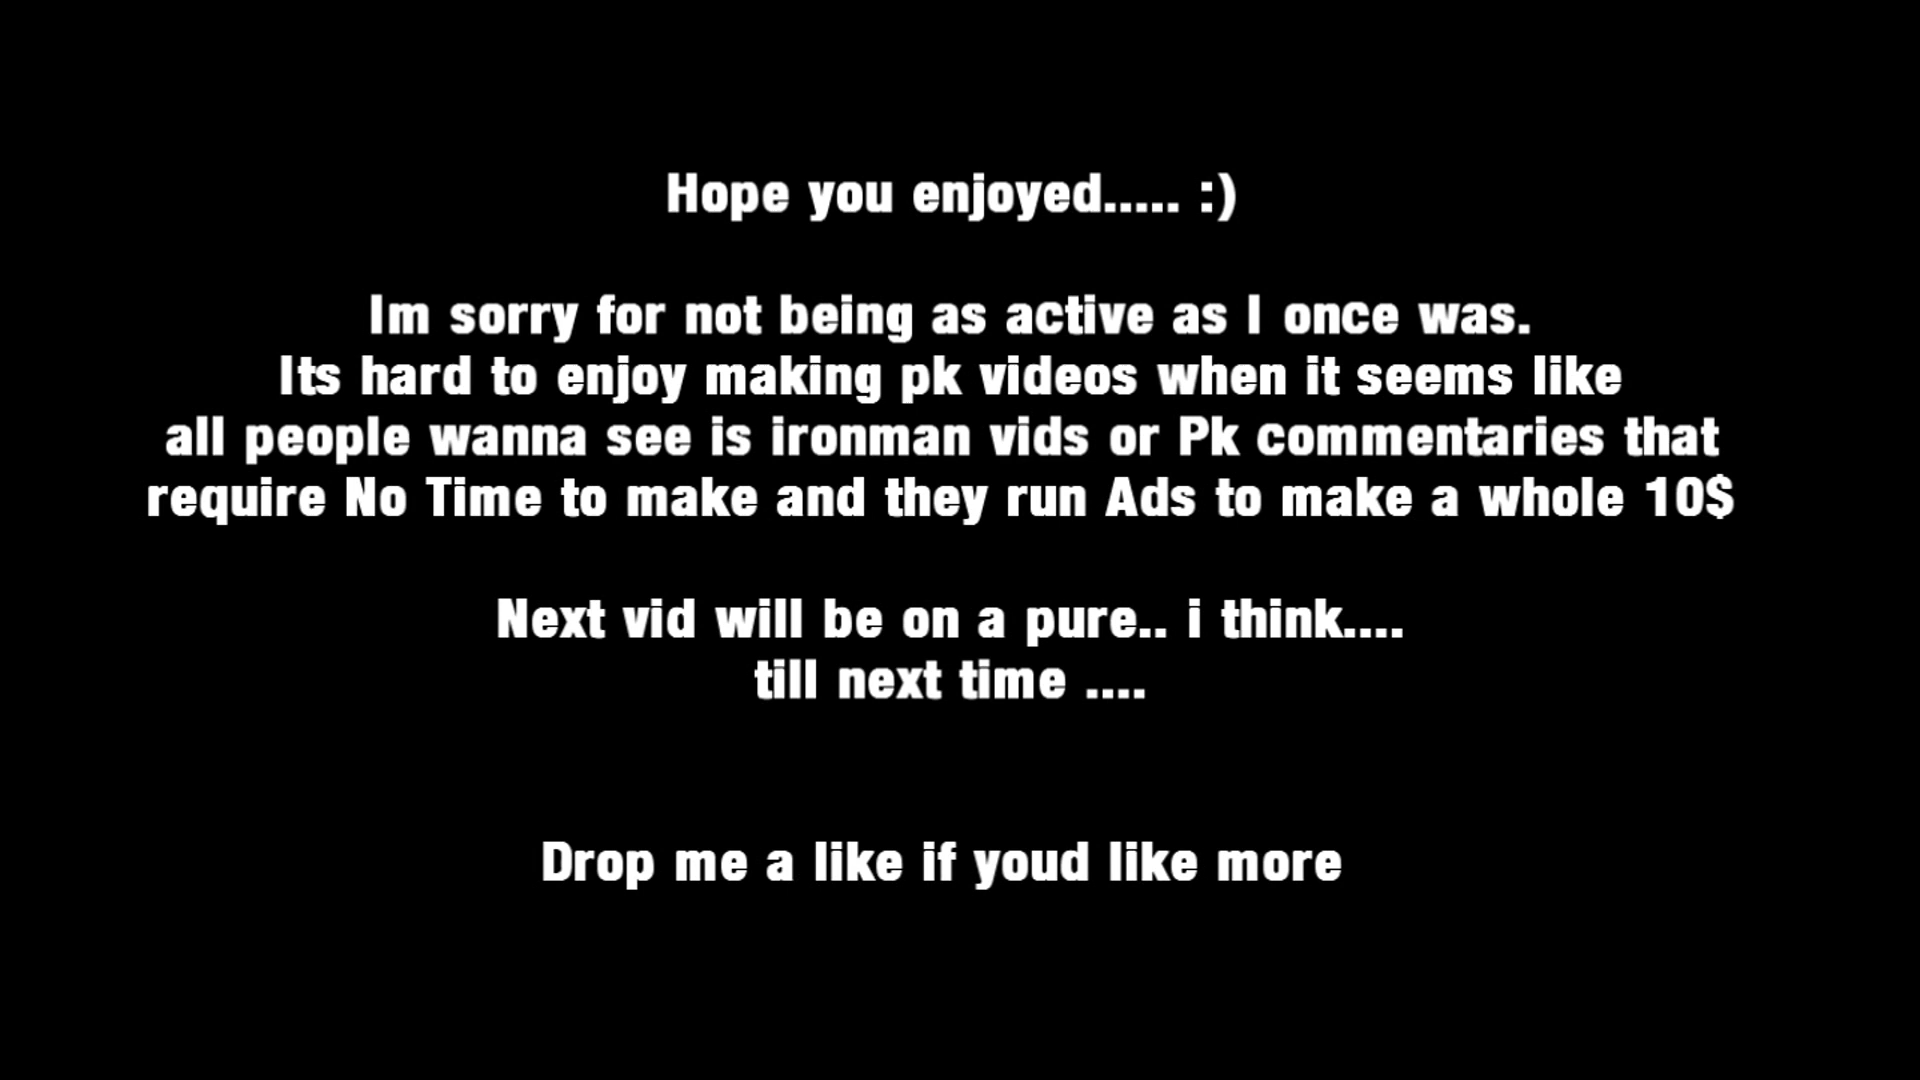 Hope you enjoyed..... :)
Im sorry for not being as active as I once was.
Its hard to enjoy making pk videos when it seems like
all people wanna see is ironman vids or Pk commentaries that
require No Time to make and they run Ads to make a whole 10$
Next vid will be on a pure.. i think....
till next time ....
Drop me a like if youd like more